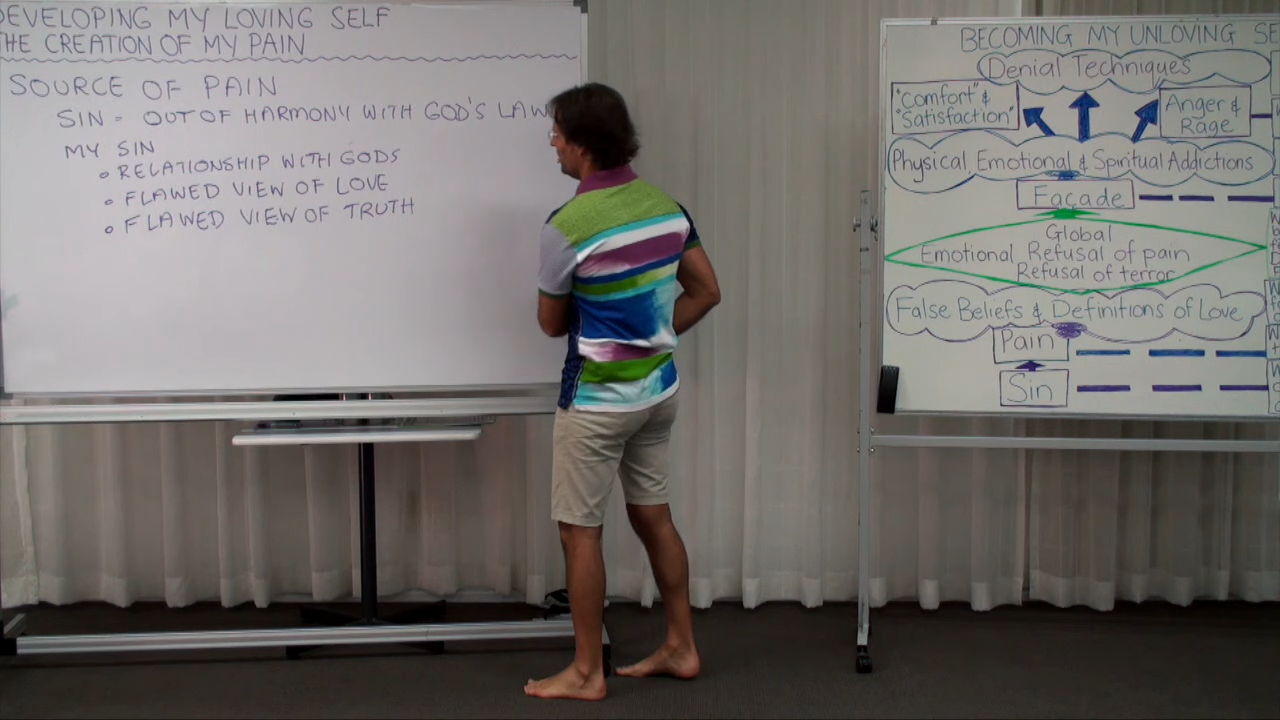 DEVELOPING MY LOVING SELF
THE CREATION OF MY PAIN
SOURCE OF PAIN
SIN = OUT OF HARMONY WITH GOD'S LAW
MY SIN
RELATIONSHIP WITH GODS
FLAWED VIEW OF LOVE
FLAWED VIEW OF TRUTH
BECOMING MY UNLOVING SE
Denial Techniques
"Comfort" &
"Satisfaction"
Anger &
Rage
Physical, Emotional & Spiritual Addictions
Façade
Global
Emotional Refusal of pain
Refusal of terror
False Beliefs & Definitions of Love
Pain
Sin